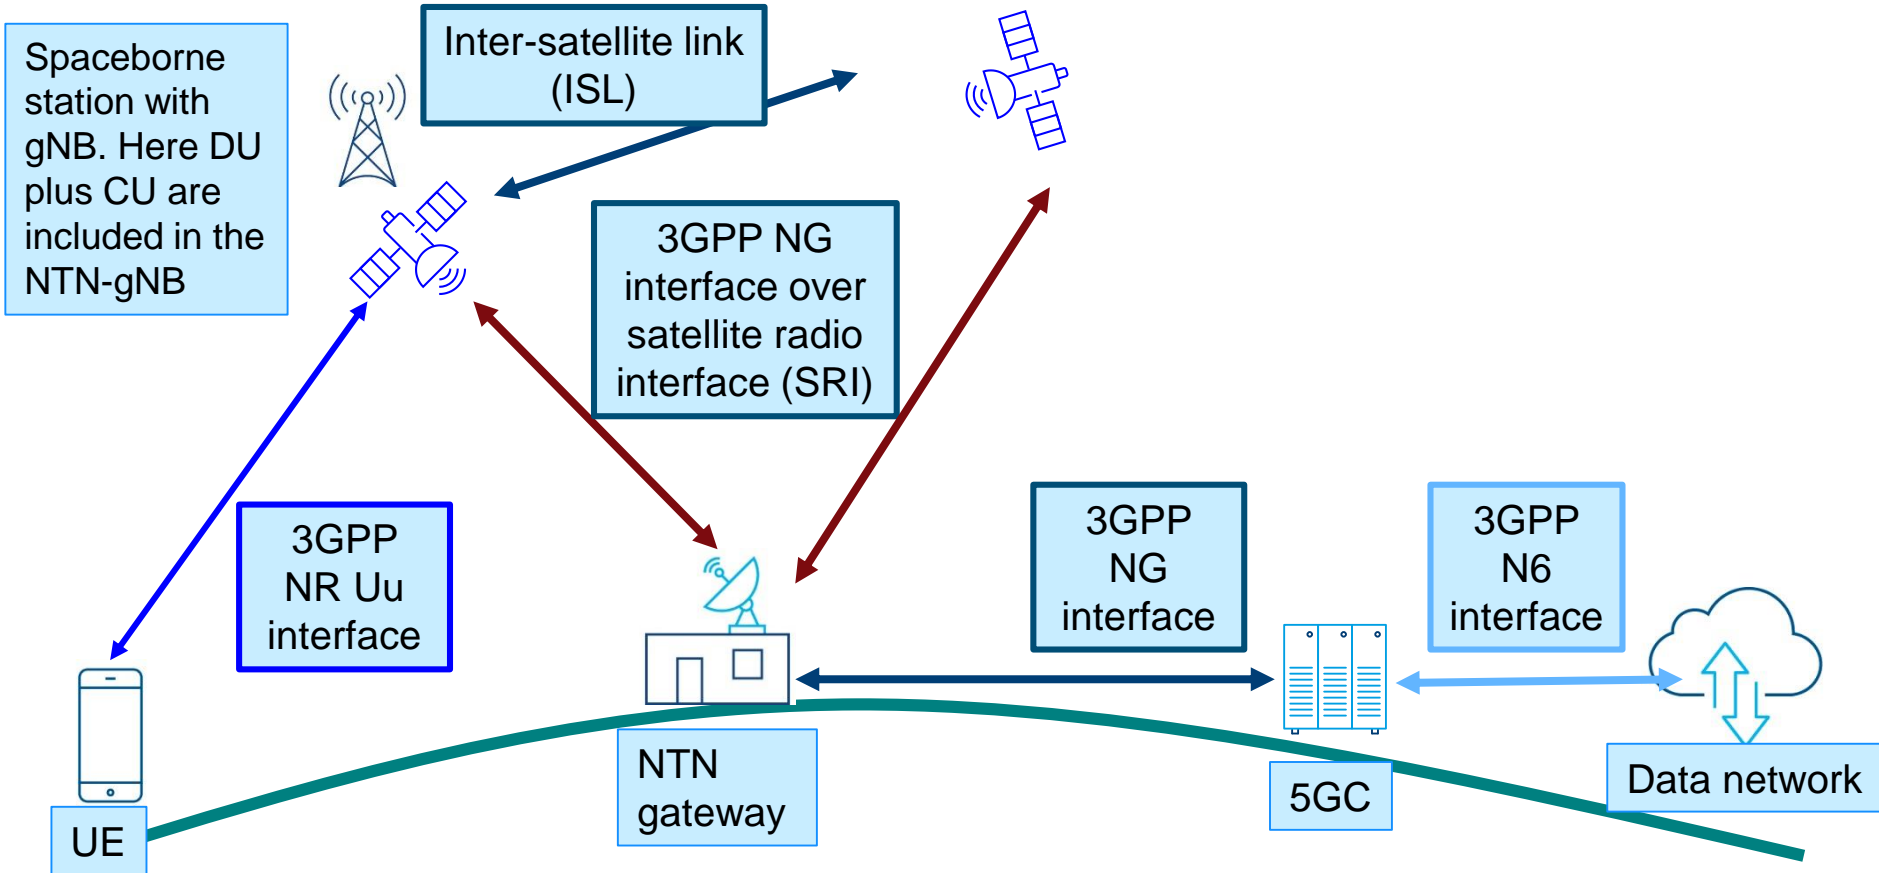 Spaceborne
station with
gNB. Here DU
plus CU are
included in the
NTN-gNB
Inter-satellite link
(ISL)
3GPP NG
interface over
satellite radio
interface (SRI)
3GPP
NR Uu
interface
3GPP
NG
interface
3GPP
N6
interface
UE
NTN
gateway
5GC
Data network